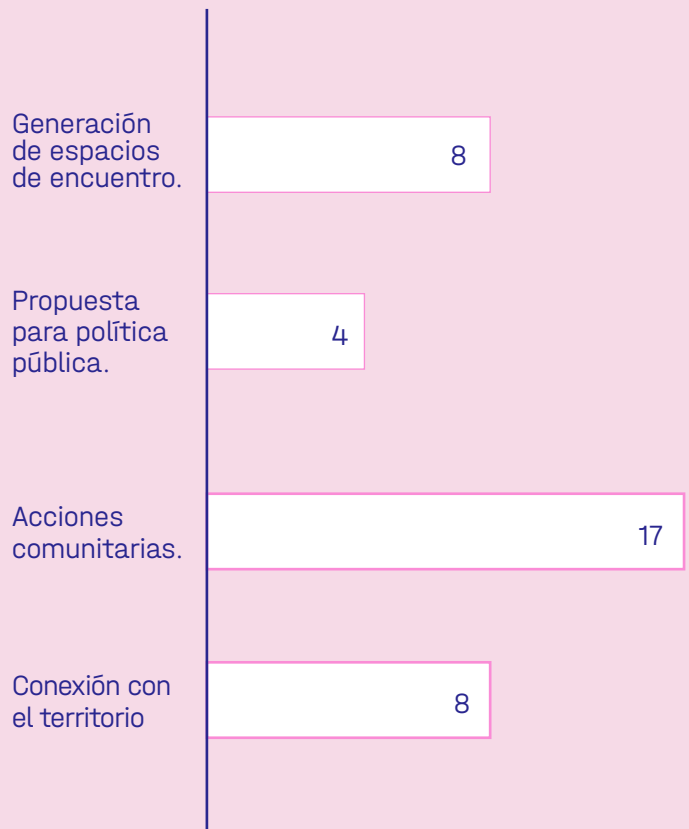 Generación
de espacios
de encuentro.
8
Propuesta
para política
pública.
4
Acciones
comunitarias.
17
Conexión con
el territorio
8